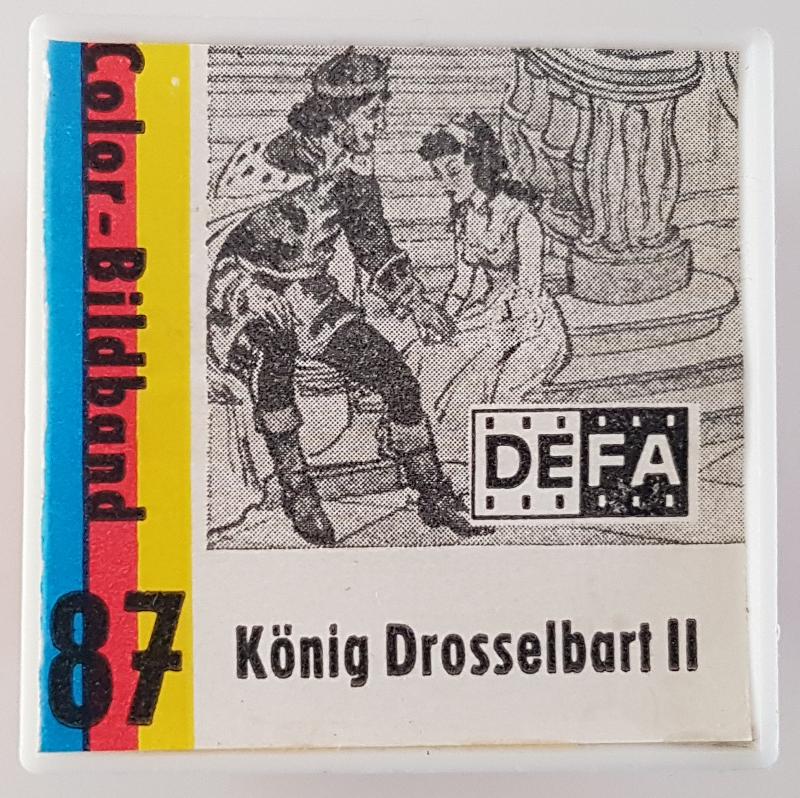 Color-Bildband
87
DEFA
König Drosselbart II